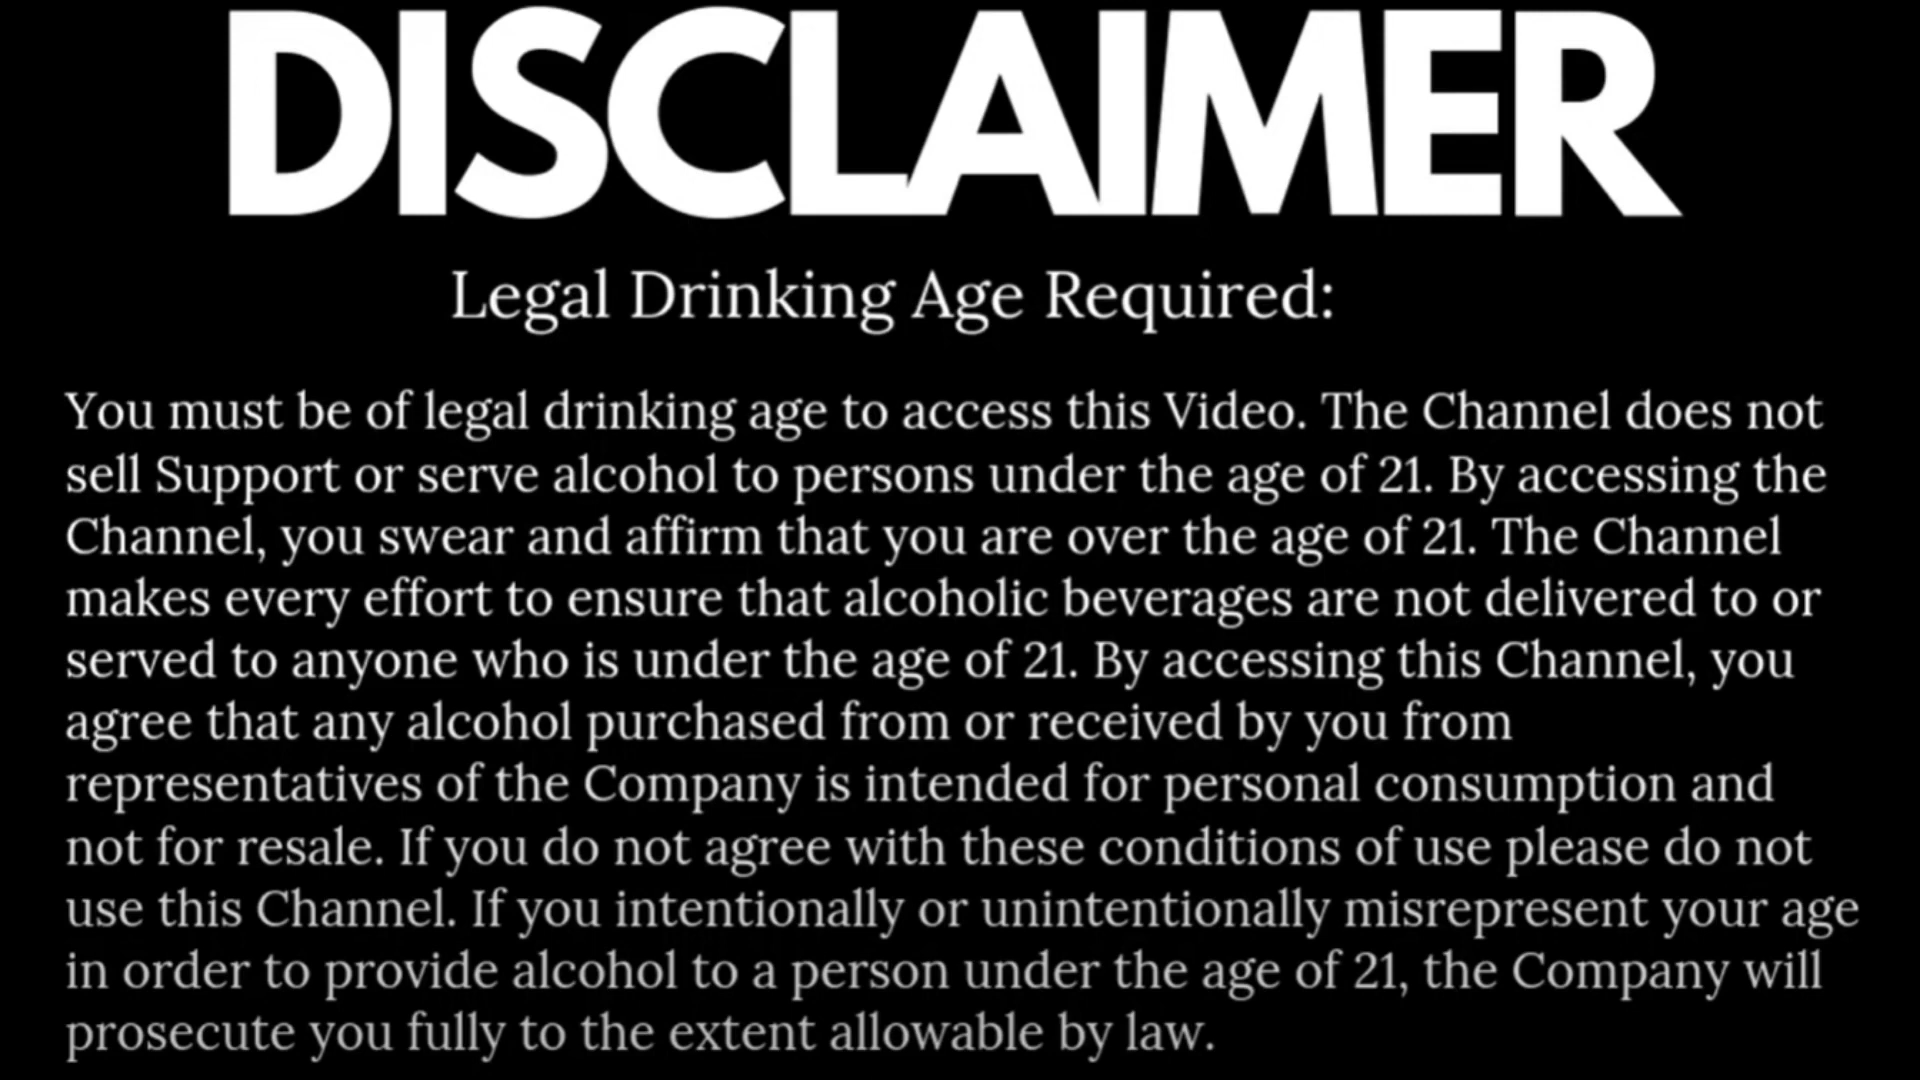 DISCLAIMER
Legal Drinking Age Required:
You must be of legal drinking age to access this Video. The Channel does not
sell Support or serve alcohol to persons under the age of 21. By accessing the
Channel, you swear and affirm that you are over the age of 21. The Channel
makes every effort to ensure that alcoholic beverages are not delivered to or
served to anyone who is under the age of 21. By accessing this Channel, you
agree that any alcohol purchased from or received by you from
representatives of the Company is intended for personal consumption and
not for resale. If you do not agree with these conditions of use please do not
use this Channel. If you intentionally or unintentionally misrepresent your age
in order to provide alcohol to a person under the age of 21, the Company will
prosecute you fully to the extent allowable by law.